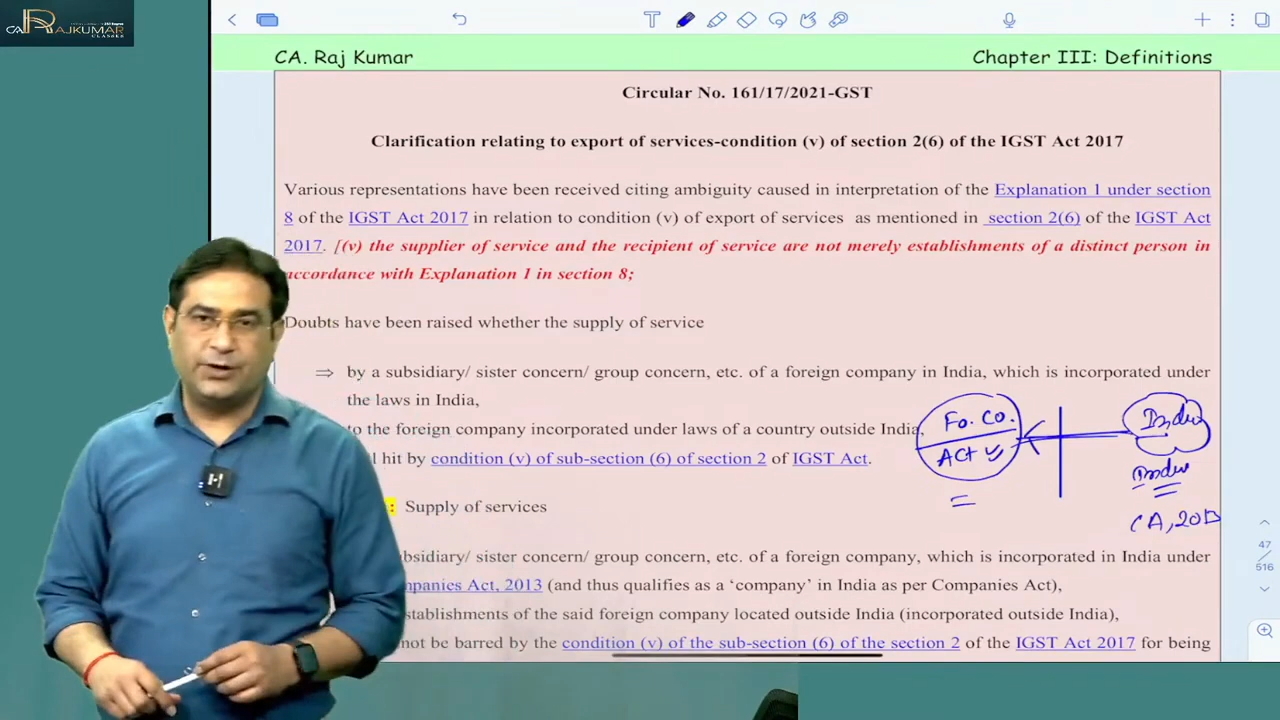 CA RAJKUMAR
CLASSES
CA. Raj Kumar
Chapter III: Definitions
Circular No. 161/17/2021-GST
Clarification relating to export of services-condition (v) of section 2(6) of the IGST Act 2017
Various representations have been received citing ambiguity caused in interpretation of the Explanation 1 under section
8 of the IGST Act 2017 in relation to condition (v) of export of services as mentioned in section 2(6) of the IGST Act
2017. [(v) the supplier of service and the recipient of service are not merely establishments of a distinct person in
accordance with Explanation 1 in section 8;
Doubts have been raised whether the supply of service
⇒ by a subsidiary/ sister concern/ group concern, etc. of a foreign company in India, which is incorporated under
the laws in India,
to the foreign company incorporated under laws of a country outside India,
hit by condition (v) of sub-section (6) of section 2 of IGST Act.
Fo. Co.
Act
India
India
CA, 2013
: Supply of services
sister concern/ group concern, etc. of a foreign company, which is incorporated in India under
Act, 2013 (and thus qualifies as a ‘company’ in India as per Companies Act),
establishments of the said foreign company located outside India (incorporated outside India),
not be barred by the condition (v) of the sub-section (6) of the section 2 of the IGST Act 2017 for being
47
516